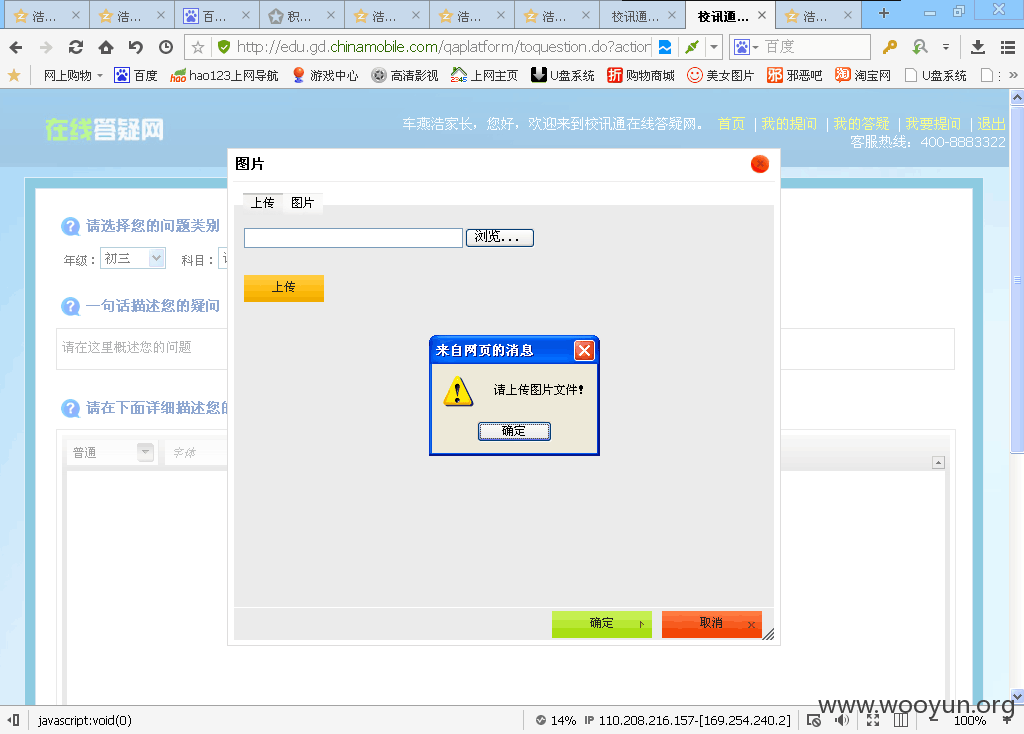 浩... 浩... 百... 积... 浩... 浩... 浩... 校讯通... 校讯通... 浩...
http://edu.gd.chinamobile.com/qaplatform/toquestion.do?action
百度
网上购物 百度 hao123上网导航 游戏中心 高清影视 上网主页 U盘系统 购物商城 美女图片 邪恶吧 淘宝网 U盘系统
在线答疑网
车燕浩家长，您好，欢迎来到校讯通在线答疑网。 首页 |我的提问 |我的答疑 |我要提问 |退出
客服热线：400-8883322
图片
上传 图片
请选择您的问题类别
浏览...
年级： 初三 科目：
上传
一句话描述您的疑问
请在这里概述您的问题
来自网页的消息
请上传图片文件!
确定
请在下面详细描述您的
普通 字体
确定 取消
www.wooyun.org
javascript:void(0) 14% IP 110.208.216.157-[169.254.240.2] 100%